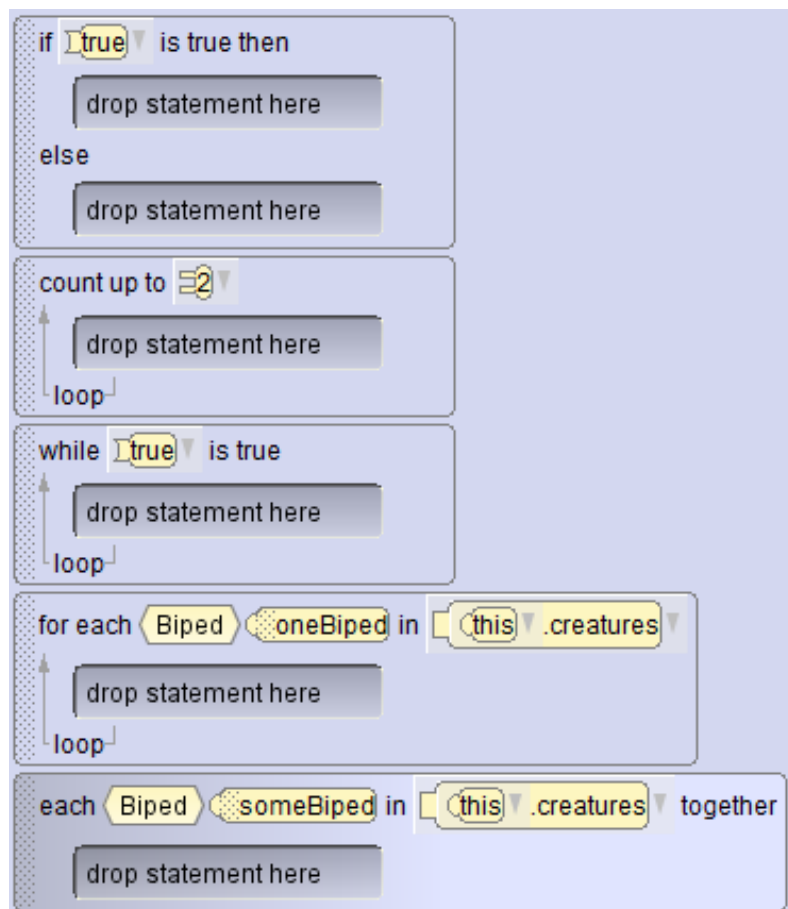 if true is true then
drop statement here
else
drop statement here
count up to 2
drop statement here
loop
while true is true
drop statement here
loop
for each Biped oneBiped in this .creatures
drop statement here
loop
each Biped someBiped in this .creatures together
drop statement here